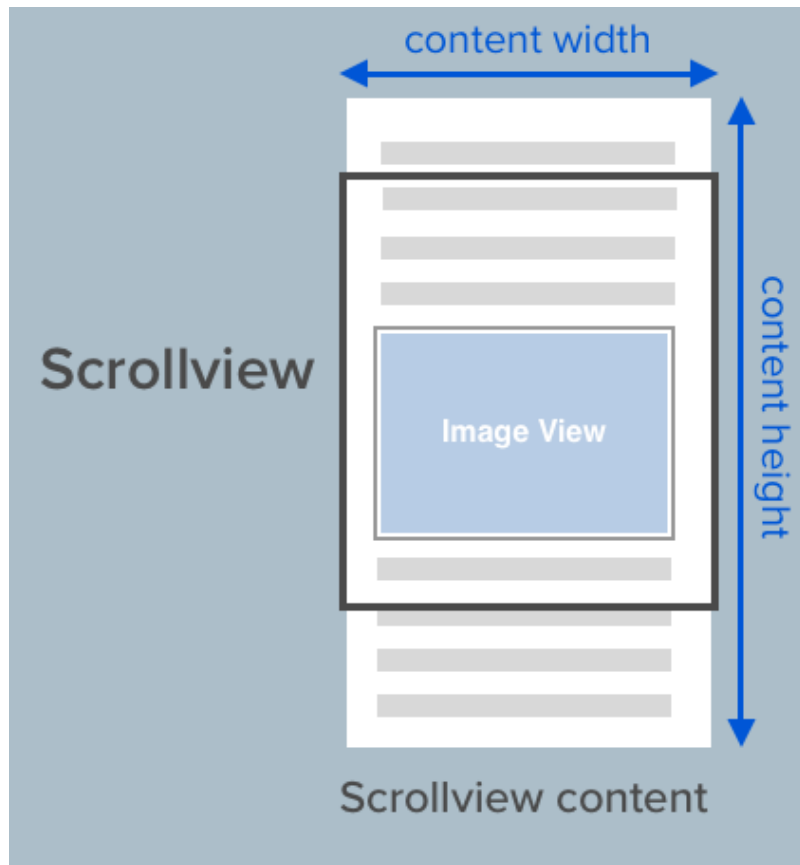 content width
Scrollview
Image View
content height
Scrollview content